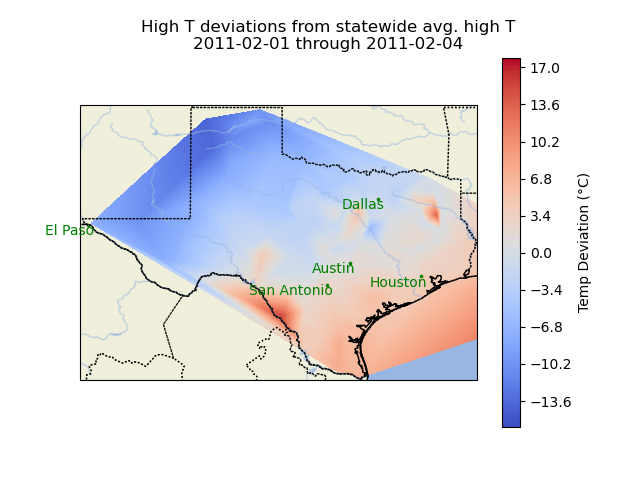 High T deviations from statewide avg. high T
2011-02-01 through 2011-02-04
17.0
13.6
10.2
6.8
3.4
0.0
−3.4
−6.8
−10.2
−13.6
Temp Deviation (°C)
Dallas
El Paso
Austin
Houston
San Antonio